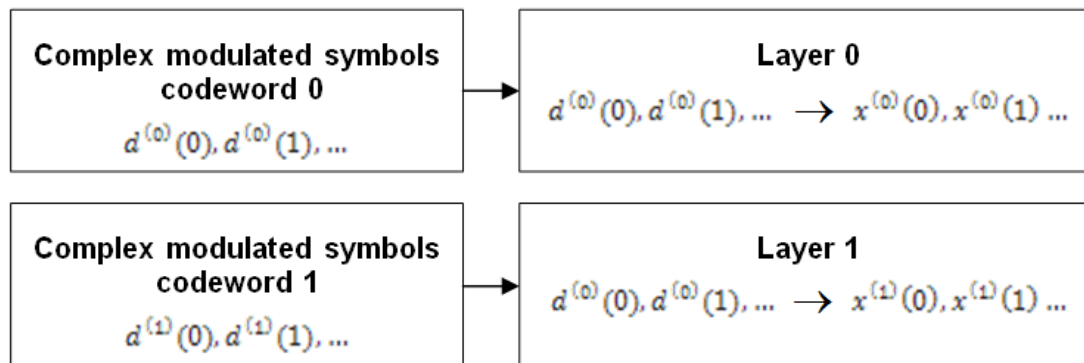 Complex modulated symbols
codeword 0
d⁽⁰⁾(0), d⁽⁰⁾(1), ...
Layer 0
d⁽⁰⁾(0), d⁽⁰⁾(1), ... → x⁽⁰⁾(0), x⁽⁰⁾(1) ...
Complex modulated symbols
codeword 1
d⁽¹⁾(0), d⁽¹⁾(1), ...
Layer 1
d⁽⁰⁾(0), d⁽⁰⁾(1), ... → x⁽¹⁾(0), x⁽¹⁾(1) ...